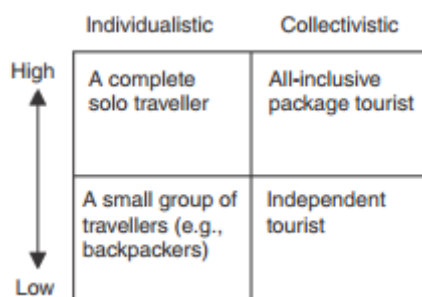 Individualistic Collectivistic
High
A complete
solo traveller
All-inclusive
package tourist
A small group of
travellers (e.g.,
backpackers)
Independent
tourist
Low